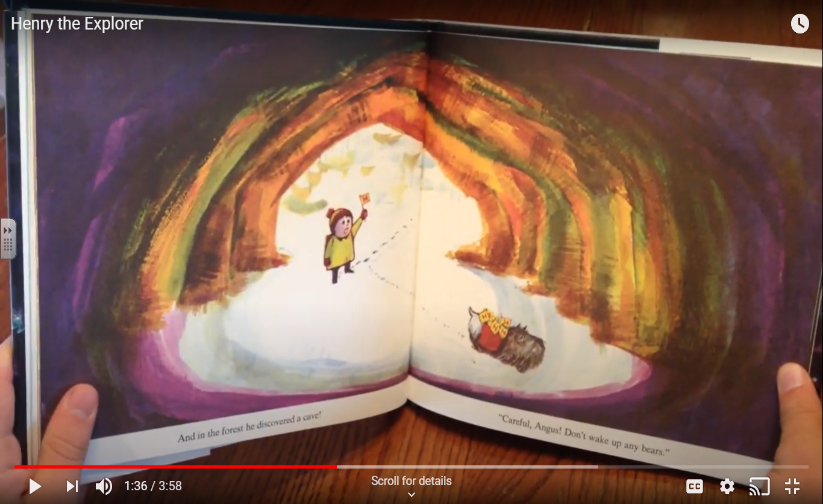 Henry the Explorer
And in the forest he discovered a cave!
"Careful, Angus! Don't wake up any bears."
1:36 / 3:58
Scroll for details
CC